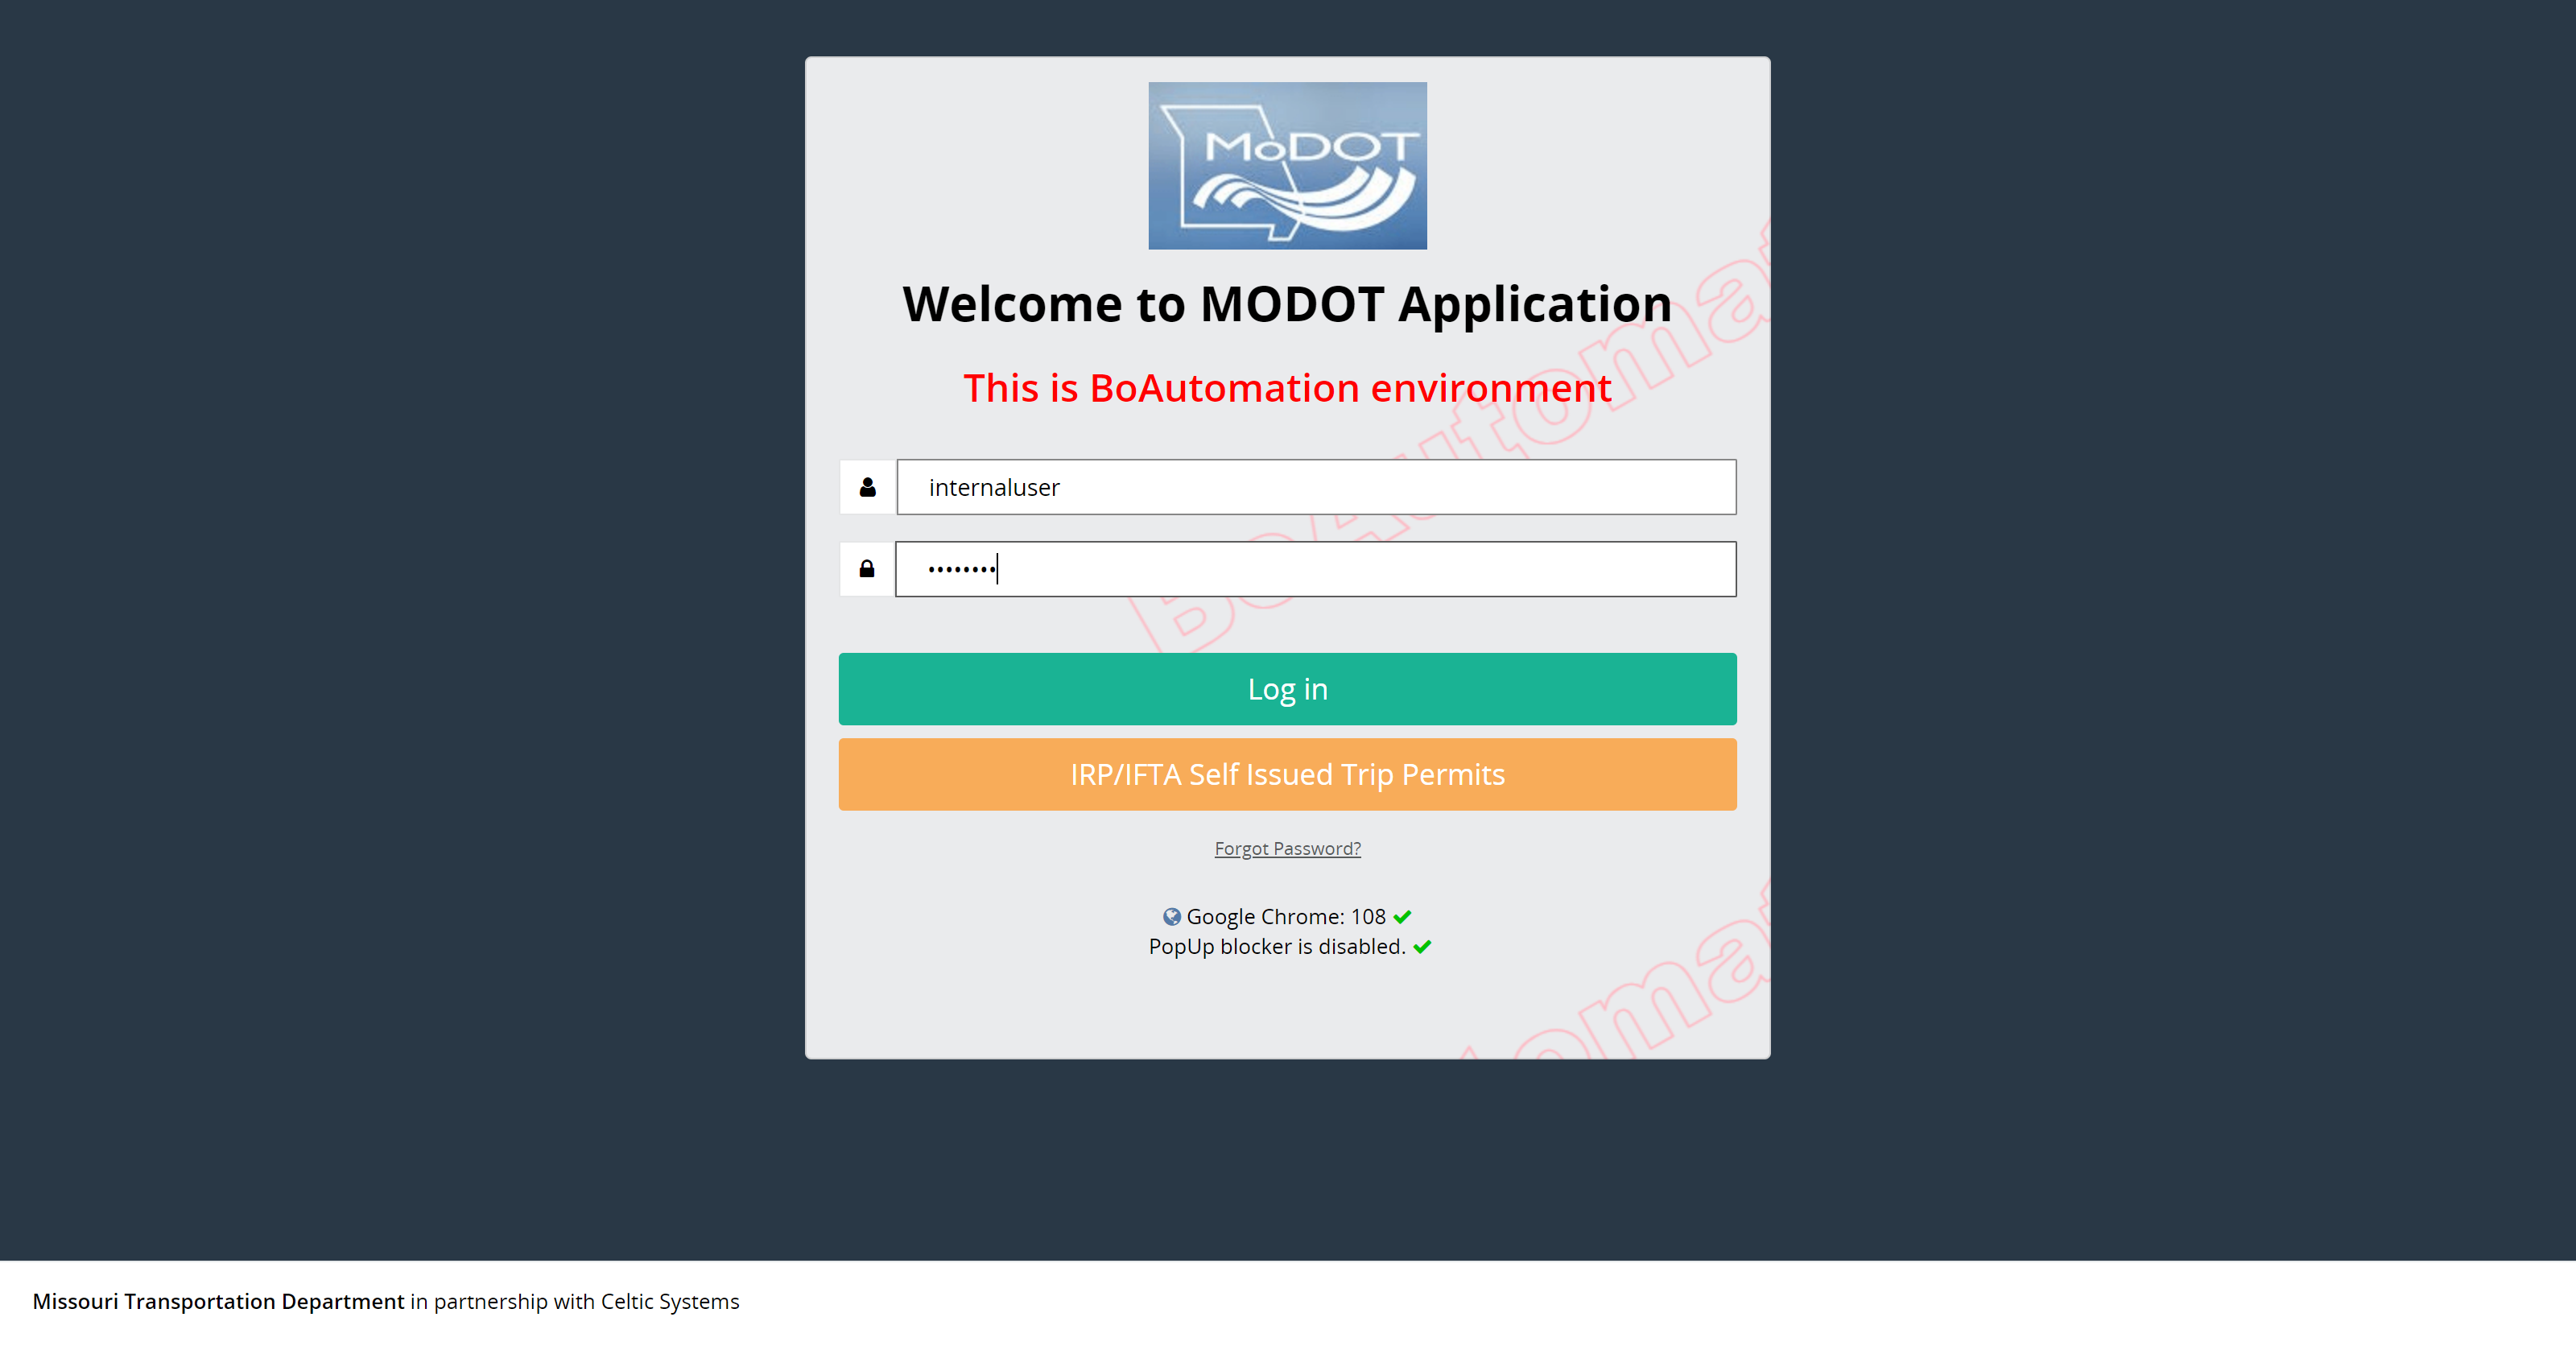 MoDOT
Welcome to MODOT Application
This is BoAutomation environment
internaluser
••••••••
Log in
IRP/IFTA Self Issued Trip Permits
Forgot Password?
Google Chrome: 108
PopUp blocker is disabled.
BoAutomat
tomat
Missouri Transportation Department in partnership with Celtic Systems